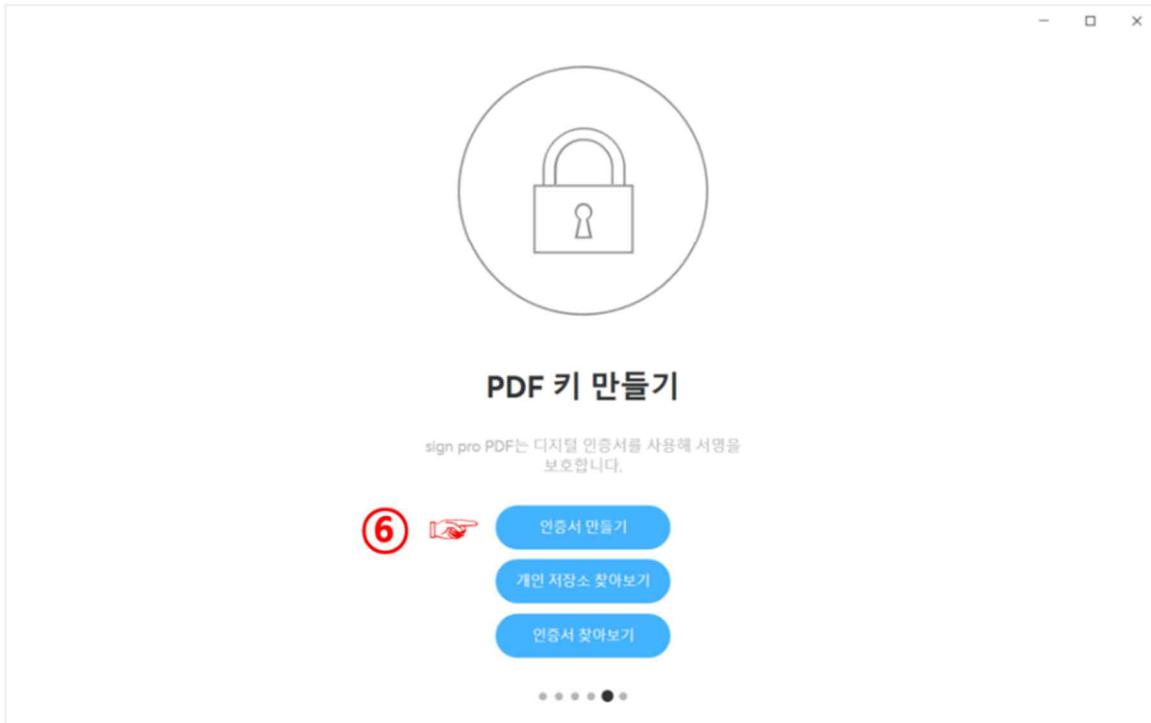 PDF 키 만들기
sign pro PDF는 디지털 인증서를 사용해 서명을
보호합니다.
⑥ ☞ 인증서 만들기
개인 저장소 찾아보기
인증서 찾아보기